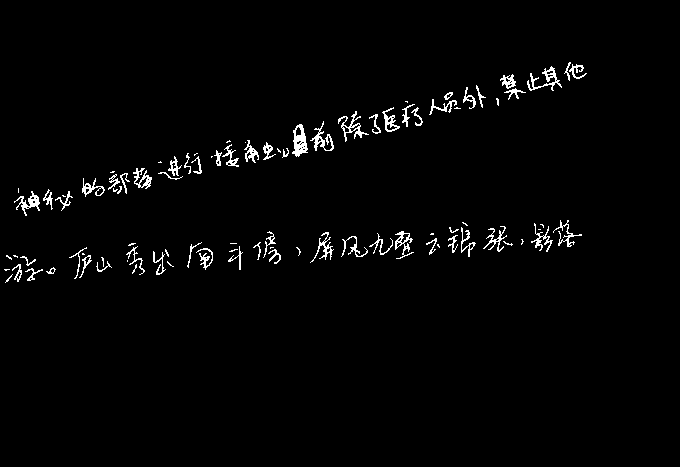 神秘的部落进行接触。目前除了医疗人员外，禁止其他
游。庐山秀出南斗傍，屏风九叠云锦张，影落